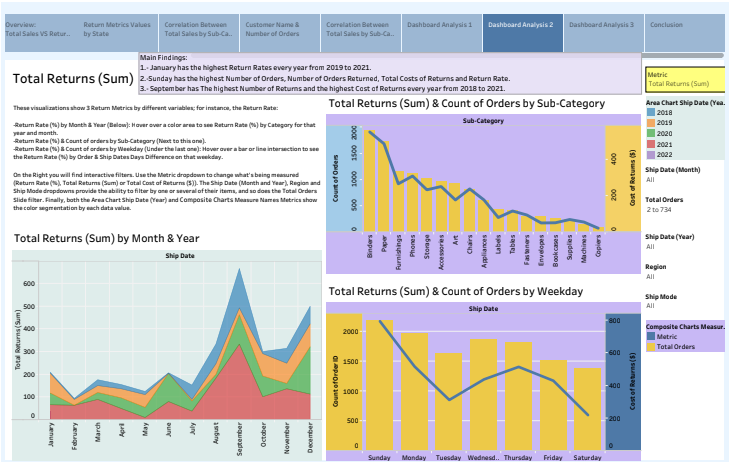 Overview:
Total Sales VS Retur..
Return Metrics Values
by State
Correlation Between
Total Sales by Sub-Ca..
Customer Name &
Number of Orders
Correlation Between
Total Sales by Sub-Ca..
Dashboard Analysis 1
Dashboard Analysis 2
Dashboard Analysis 3
Conclusion
Main Findings:
1.- January has the highest Return Rates every year from 2019 to 2021.
2.-Sunday has the highest Number of Orders, Number of Orders Returned, Total Costs of Returns and Return Rate.
3.- September has The highest Number of Returns and the highest Cost of Returns every year from 2018 to 2021.
Total Returns (Sum)
These visualizations show 3 Return Metrics by different variables; for instance, the Return Rate:
-Return Rate (%) by Month & Year (Below): Hover over color area to see Return Rate (%) by Category for that
year and month.
-Return Rate (%) & Count of orders by Sub-Category (Next to this one).
-Return Rate (%) & Count of orders by Weekday (Under the last one): Hover over a bar or line intersection to see
the Return Rate (%) by Order & Ship Dates Days Difference on that weekday.
On the Right you will find interactive filters. Use the Metric dropdown to change what's being measured
(Return Rate (%), Total Returns (Sum) or Total Cost of Returns ($)). The Ship Date (Month and Year), Region and
Ship Mode dropdowns provide the ability to filter by one or several of their items, and so does the Total Orders
Slide filter. Finally, both the Area Chart Ship Date (Year) and Composite Charts Measure Names Metrics show
the color segmentation by each data value.
Total Returns (Sum) by Month & Year
Ship Date
Total Returns (Sum)
600
500
400
300
200
100
0
January
February
March
April
May
June
July
August
September
October
November
December
Total Returns (Sum) & Count of Orders by Sub-Category
Sub-Category
Count of Orders
2000
1500
1000
500
0
Cost of Returns ($)
400
200
0
Binders
Paper
Furnishings
Phones
Storage
Accessories
Art
Chairs
Appliances
Labels
Tables
Fasteners
Envelopes
Bookcases
Supplies
Machines
Copiers
Total Returns (Sum) & Count of Orders by Weekday
Ship Date
Count of Order ID
2000
1500
1000
500
Cost of Returns ($)
800
600
400
200
Sunday
Monday
Tuesday
Wednesd..
Thursday
Friday
Saturday
Metric
Total Returns (Sum)
Area Chart Ship Date (Yea..
2018
2019
2020
2021
2022
Ship Date (Month)
All
Total Orders
2 to 734
Ship Date (Year)
All
Region
All
Ship Mode
All
Composite Charts Measur..
Metric
Total Orders